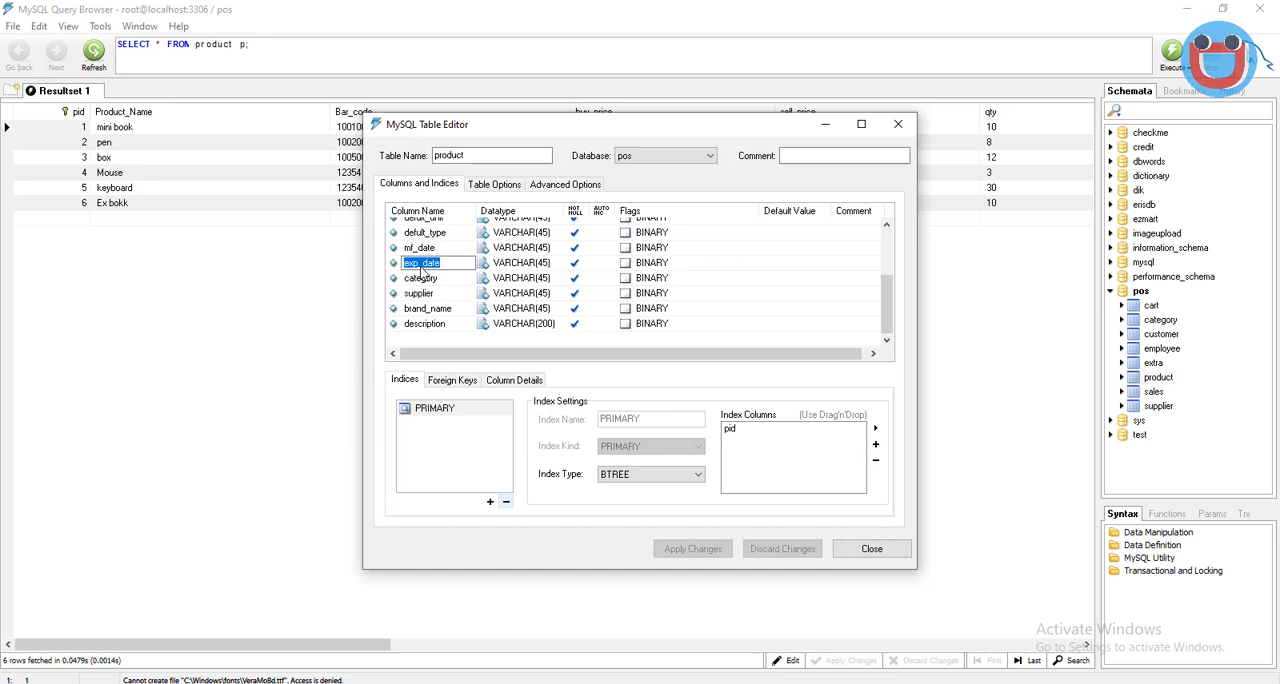 MySQL Query Browser - root@localhost:3306 / pos
File Edit View Tools Window Help
SELECT * FROM product p;
Go back Next Refresh Execute
Resultset 1
Schemata Bookmarks History
pid Product_Name Bar_code buy_price sell_price qty
1 mini book 10
2 pen 8
3 box 12
4 Mouse 3
5 keyboard 30
6 Ex bokk 10
MySQL Table Editor
Table Name: product Database: pos Comment:
Columns and Indices Table Options Advanced Options
Column Name Datatype NOT NULL AUTO INC Flags Default Value Comment
defult_type VARCHAR(45) BINARY
mf_date VARCHAR(45) BINARY
exp_date VARCHAR(45) BINARY
category VARCHAR(45) BINARY
supplier VARCHAR(45) BINARY
brand_name VARCHAR(45) BINARY
description VARCHAR(200) BINARY
Indices Foreign Keys Column Details
PRIMARY
Index Settings
Index Name: PRIMARY
Index Kind: PRIMARY
Index Type: BTREE
Index Columns (Use Drag'n'Drop)
pid
Apply Changes Discard Changes Close
checkme
credit
dbwords
dictionary
dik
erisdb
ezmart
imageupload
information_schema
mysql
performance_schema
pos
cart
category
customer
employee
extra
product
sales
supplier
sys
test
Syntax Functions Params Trx
Data Manipulation
Data Definition
MySQL Utility
Transactional and Locking
Activate Windows
Go to Settings to activate Windows.
6 rows fetched in 0.0479s (0.0014s)
Edit Apply Changes Discard Changes First Last Search
1: 1 Cannot create file "C:\Windows\fonts\VeraMoBd.ttf". Access is denied.